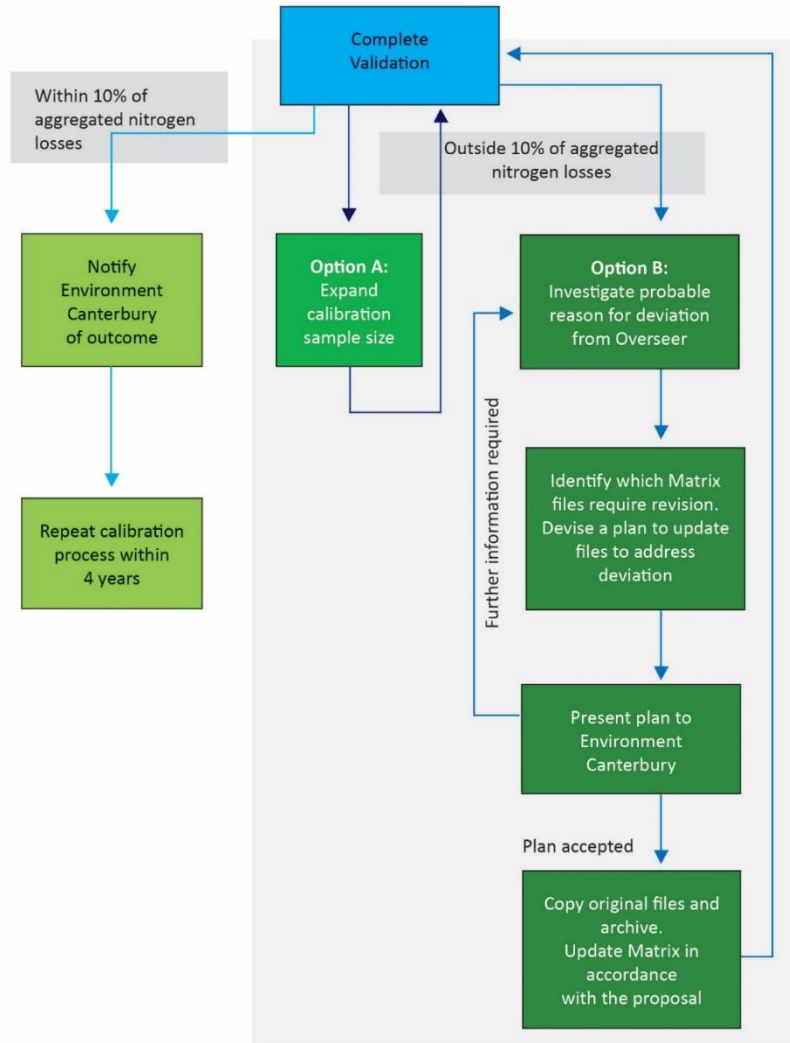 Complete
Validation
Within 10% of
aggregated nitrogen
losses
Outside 10% of aggregated
nitrogen losses
Notify
Environment
Canterbury
of outcome
Option A:
Expand
calibration
sample size
Option B:
Investigate probable
reason for deviation
from Overseer
Further information required
Repeat calibration
process within
4 years
Identify which Matrix
files require revision.
Devise a plan to update
files to address
deviation
Present plan to
Environment
Canterbury
Plan accepted
Copy original files and
archive.
Update Matrix in
accordance
with the proposal